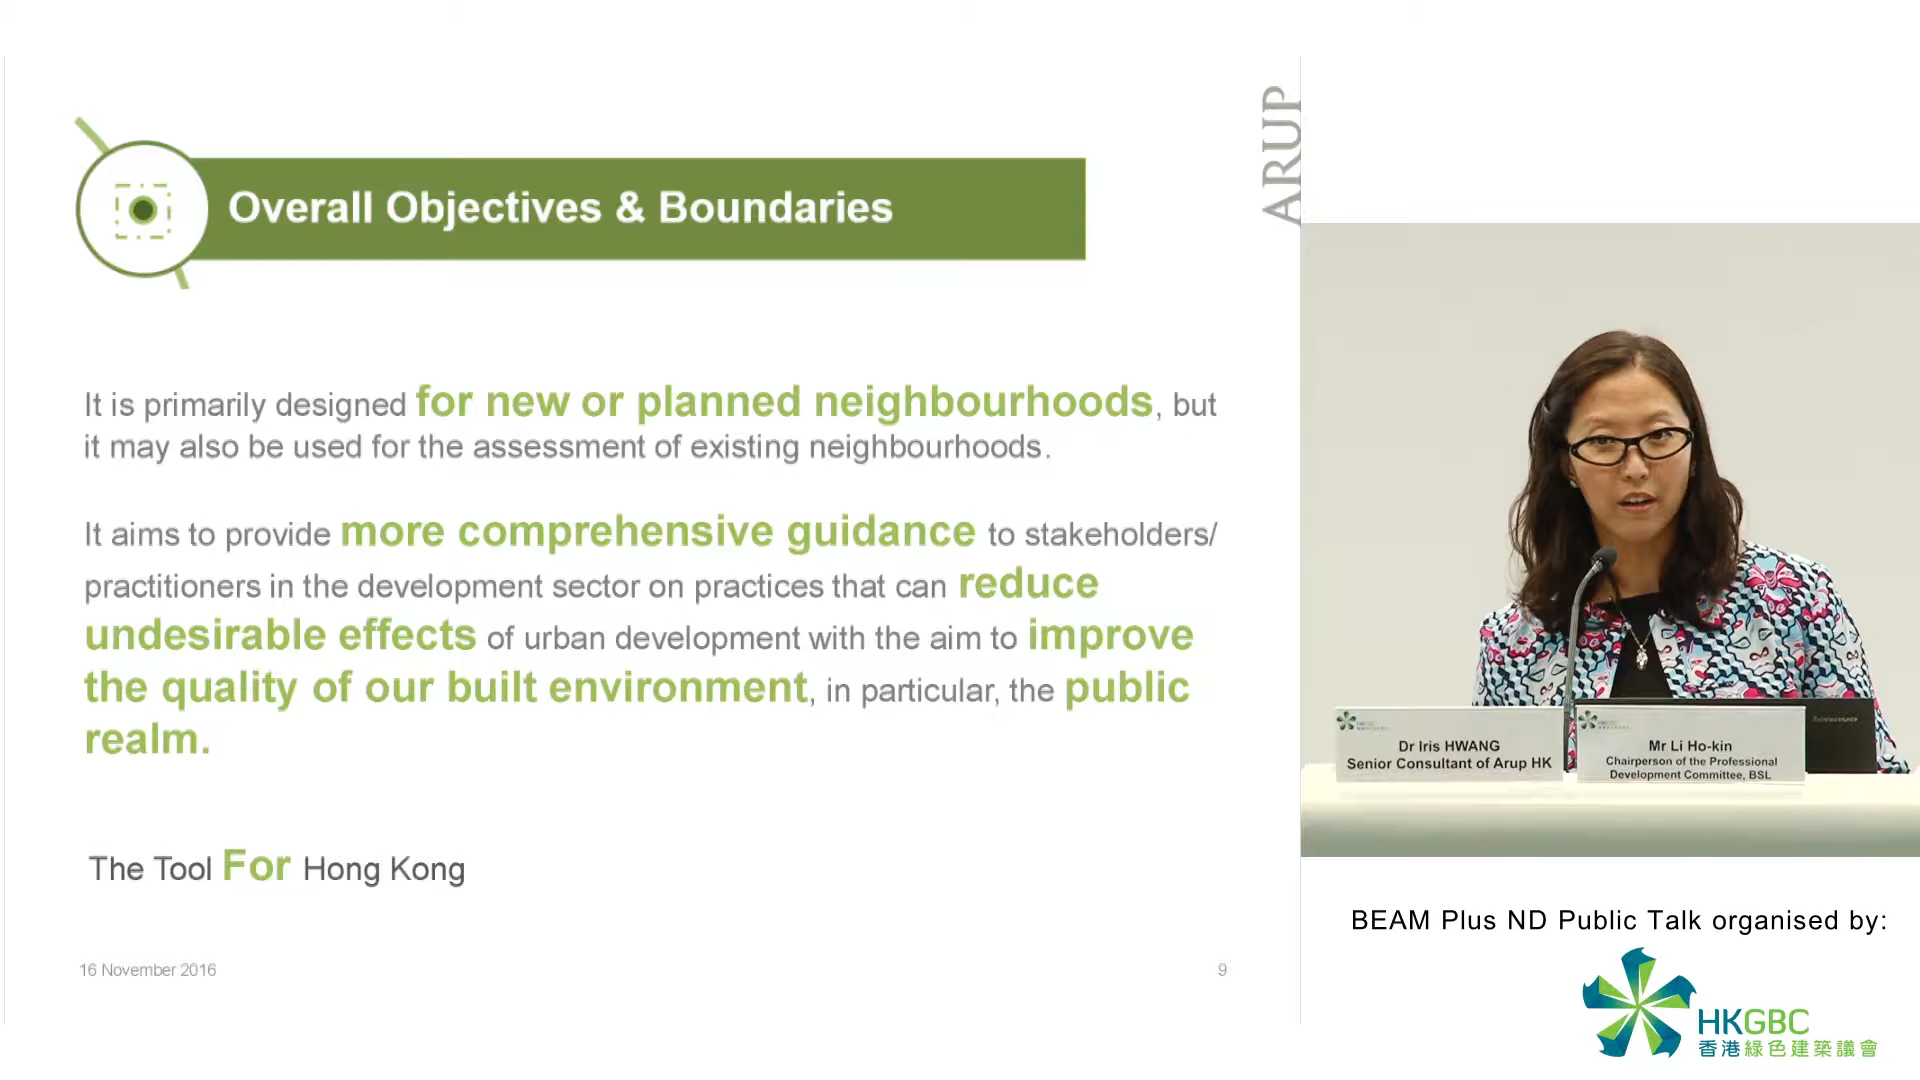 ARUP
Overall Objectives & Boundaries
It is primarily designed for new or planned neighbourhoods, but
it may also be used for the assessment of existing neighbourhoods.
It aims to provide more comprehensive guidance to stakeholders/
practitioners in the development sector on practices that can reduce
undesirable effects of urban development with the aim to improve
the quality of our built environment, in particular, the public
realm.
The Tool For Hong Kong
16 November 2016
9
Dr Iris HWANG
Senior Consultant of Arup HK
Mr Li Ho-kin
Chairperson of the Professional
Development Committee, BSL
BEAM Plus ND Public Talk organised by:
HKGBC
香港綠色建築議會